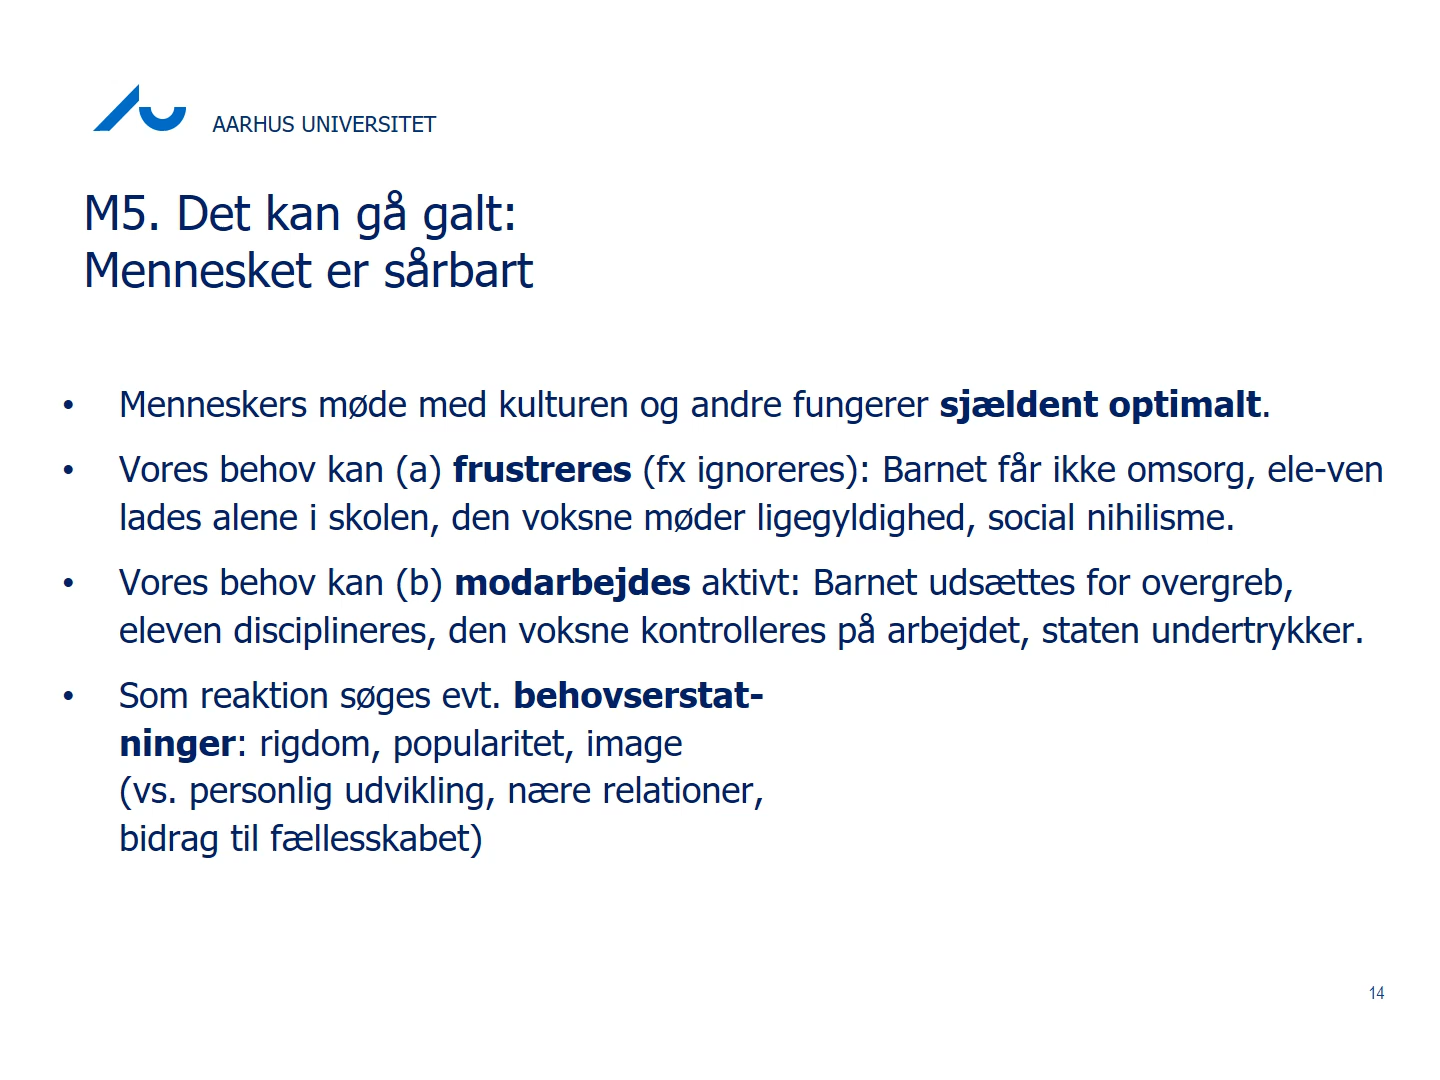 AARHUS UNIVERSITET
M5. Det kan gå galt:
Mennesket er sårbart
• Menneskers møde med kulturen og andre fungerer sjældent optimalt.
• Vores behov kan (a) frustreres (fx ignoreres): Barnet får ikke omsorg, ele-ven
lades alene i skolen, den voksne møder ligegyldighed, social nihilisme.
• Vores behov kan (b) modarbejdes aktivt: Barnet udsættes for overgreb,
eleven disciplineres, den voksne kontrolleres på arbejdet, staten undertrykker.
• Som reaktion søges evt. behovserstat-
ninger: rigdom, popularitet, image
(vs. personlig udvikling, nære relationer,
bidrag til fællesskabet)
14